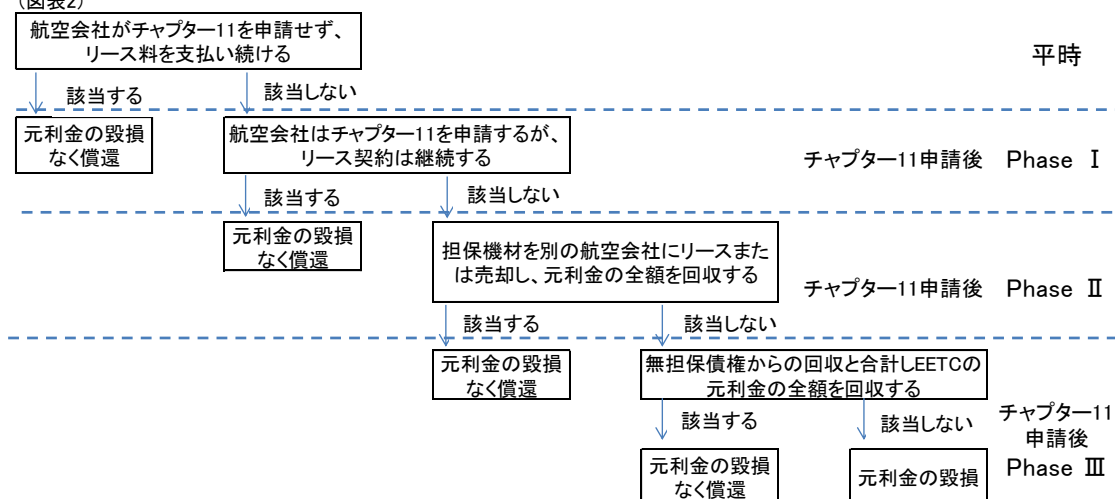 (図表2)
航空会社がチャプター11を申請せず、
リース料を支払い続ける
平時
該当する
該当しない
元利金の毀損
なく償還
航空会社はチャプター11を申請するが、
リース契約は継続する
チャプター11申請後 Phase Ⅰ
該当する
該当しない
元利金の毀損
なく償還
担保機材を別の航空会社にリースまた
は売却し、元利金の全額を回収する
チャプター11申請後 Phase Ⅱ
該当する
該当しない
元利金の毀損
なく償還
無担保債権からの回収と合計しEETCの
元利金の全額を回収する
チャプター11
申請後
Phase Ⅲ
該当する
該当しない
元利金の毀損
なく償還
元利金の毀損